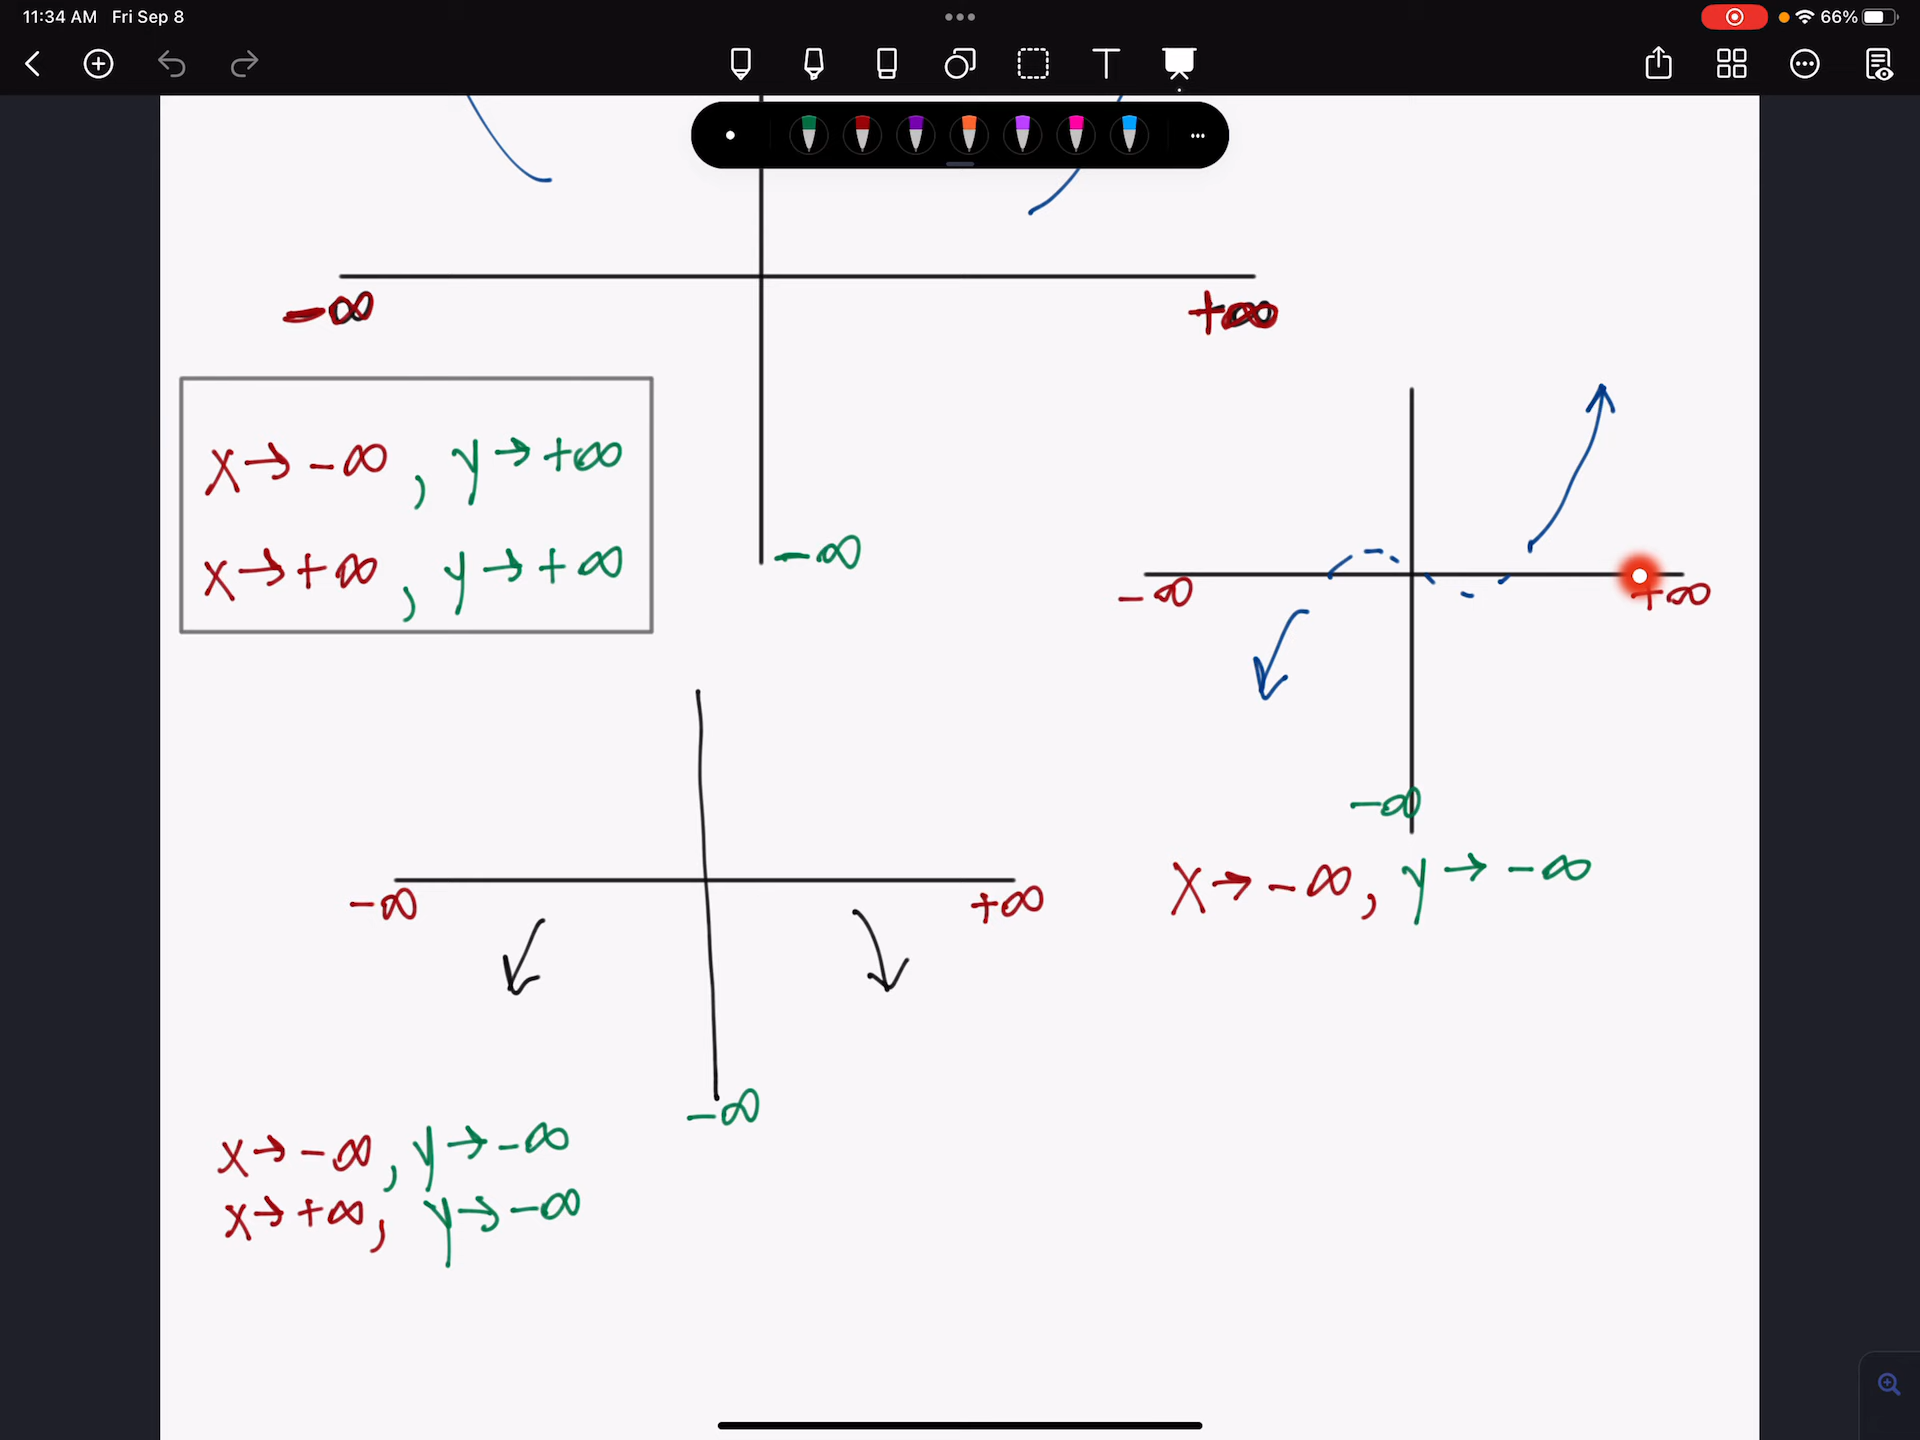 11:34 AM Fri Sep 8
66%
T
-∞
+∞
x→-∞, y→+∞
x→+∞, y→+∞
-∞
-∞
+∞
-∞
x→-∞, y→-∞
-∞
+∞
-∞
x→-∞, y→-∞
x→+∞, y→-∞